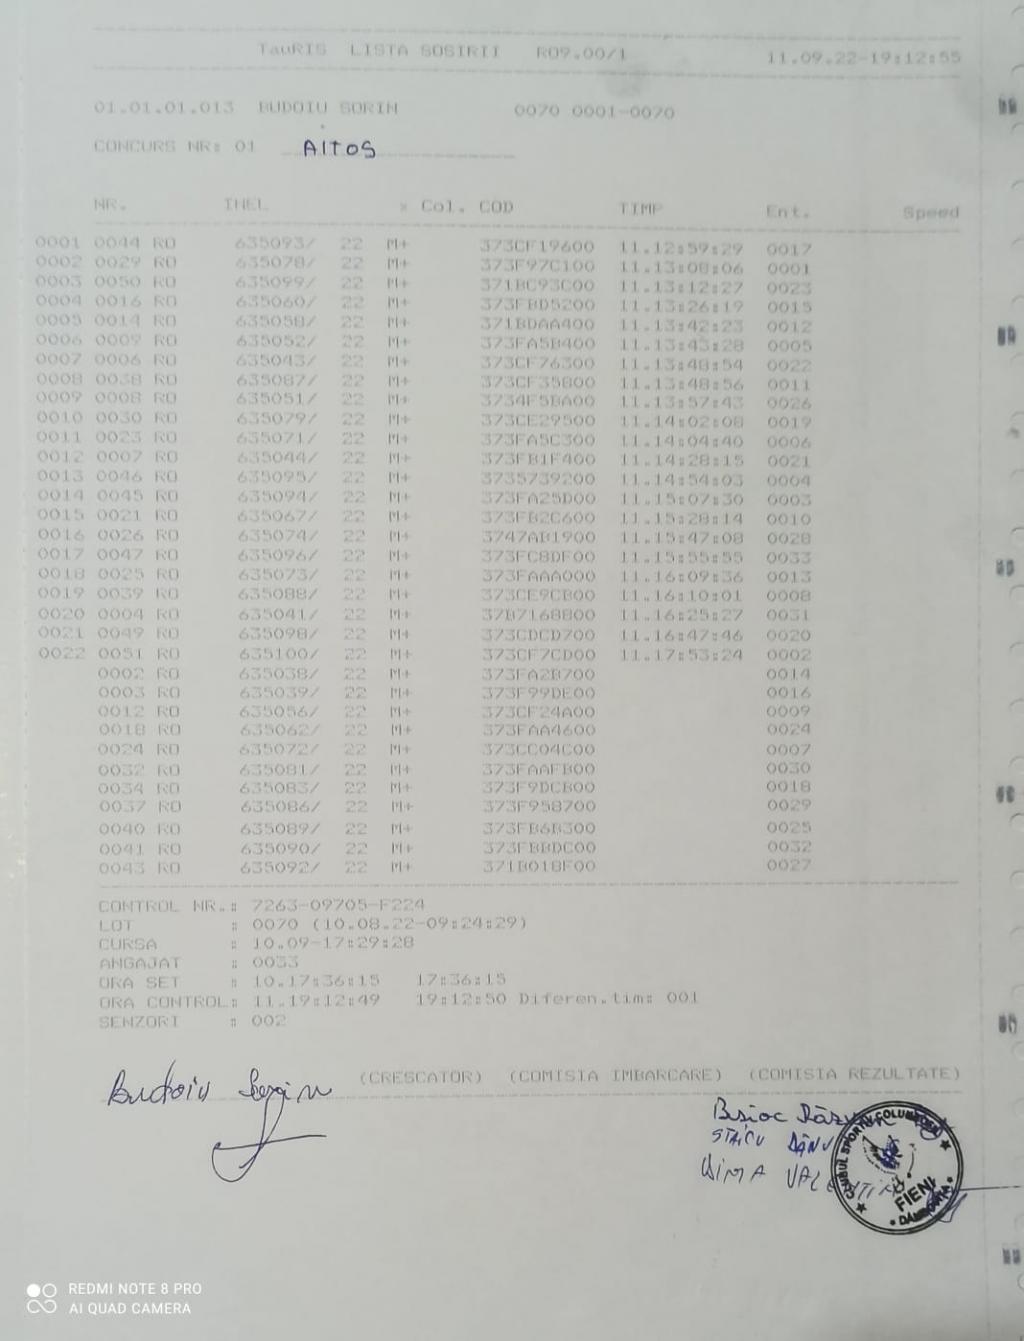 TauRIS LISTA SOSIRII RO9.00/1 11.09.22-19:12:55
01.01.01.013 BUDOIU SORIN 0070 0001-0070
CONCURS NR: 01 AITOS
NR. INEL * Col. COD TIMP Ent. Speed
0001 0044 RO 635093/ 22 M+ 373CF19600 11.12:59:29 0017
0002 0029 RO 635078/ 22 M+ 373F97C100 11.13:08:06 0001
0003 0050 RO 635099/ 22 M+ 371BC93C00 11.13:12:27 0023
0004 0016 RO 635060/ 22 M+ 373FBD5200 11.13:26:19 0015
0005 0014 RO 635058/ 22 M+ 371BDAA400 11.13:42:23 0012
0006 0009 RO 635052/ 22 M+ 373FA5B400 11.13:43:28 0005
0007 0006 RO 635043/ 22 M+ 373CF76300 11.13:48:54 0022
0008 0038 RO 635087/ 22 M+ 373CF35800 11.13:48:56 0011
0009 0008 RO 635051/ 22 M+ 3734F5BA00 11.13:57:43 0026
0010 0030 RO 635079/ 22 M+ 373CE29500 11.14:02:08 0019
0011 0023 RO 635071/ 22 M+ 373FA5C300 11.14:04:40 0006
0012 0007 RO 635044/ 22 M+ 373FB1F400 11.14:28:15 0021
0013 0046 RO 635095/ 22 M+ 3735739200 11.14:54:03 0004
0014 0045 RO 635094/ 22 M+ 373FA25D00 11.15:07:30 0003
0015 0021 RO 635067/ 22 M+ 373FB2C600 11.15:28:14 0010
0016 0026 RO 635074/ 22 M+ 3747AB1900 11.15:47:08 0028
0017 0047 RO 635096/ 22 M+ 373FC8DF00 11.15:55:55 0033
0018 0025 RO 635073/ 22 M+ 373FAAA000 11.16:09:36 0013
0019 0039 RO 635088/ 22 M+ 373CE9CB00 11.16:10:01 0008
0020 0004 RO 635041/ 22 M+ 37B7168800 11.16:25:27 0031
0021 0049 RO 635098/ 22 M+ 373CDCD700 11.16:47:46 0020
0022 0051 RO 635100/ 22 M+ 373CF7CD00 11.17:53:24 0002
0002 RO 635038/ 22 M+ 373FA2B700 0014
0003 RO 635039/ 22 M+ 373F99DE00 0016
0012 RO 635056/ 22 M+ 373CF24A00 0009
0018 RO 635062/ 22 M+ 373FAA4600 0024
0024 RO 635072/ 22 M+ 373CC04C00 0007
0032 RO 635081/ 22 M+ 373FAAFB00 0030
0034 RO 635083/ 22 M+ 373F9DCB00 0018
0037 RO 635086/ 22 M+ 373F958700 0029
0040 RO 635089/ 22 M+ 373FB6B300 0025
0041 RO 635090/ 22 M+ 373FBBDC00 0032
0043 RO 635092/ 22 M+ 371B018F00 0027
CONTROL NR.: 7263-09705-F224
LOT : 0070 (10.08.22-09:24:29)
CURSA : 10.09-17:29:28
ANGAJAT : 0033
ORA SET : 10.17:36:15 17:36:15
ORA CONTROL: 11.19:12:49 19:12:50 Diferen.tim: 001
SENZORI : 002
(CRESCATOR) (COMISIA IMBARCARE) (COMISIA REZULTATE)
Budoiu Sorin
STAICU DANU
DIMA
CLUBUL SPORTIV COLUMBOFIL
FIENI
DAMBOVITA
REDMI NOTE 8 PRO
AI QUAD CAMERA